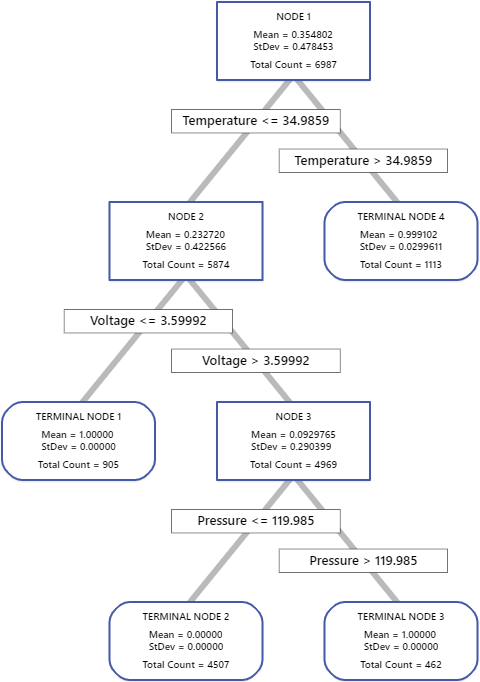 NODE 1
Mean = 0.354802
StDev = 0.478453
Total Count = 6987
Temperature <= 34.9859
Temperature > 34.9859
NODE 2
Mean = 0.232720
StDev = 0.422566
Total Count = 5874
TERMINAL NODE 4
Mean = 0.999102
StDev = 0.0299611
Total Count = 1113
Voltage <= 3.59992
Voltage > 3.59992
TERMINAL NODE 1
Mean = 1.00000
StDev = 0.00000
Total Count = 905
NODE 3
Mean = 0.0929765
StDev = 0.290399
Total Count = 4969
Pressure <= 119.985
Pressure > 119.985
TERMINAL NODE 2
Mean = 0.00000
StDev = 0.00000
Total Count = 4507
TERMINAL NODE 3
Mean = 1.00000
StDev = 0.00000
Total Count = 462